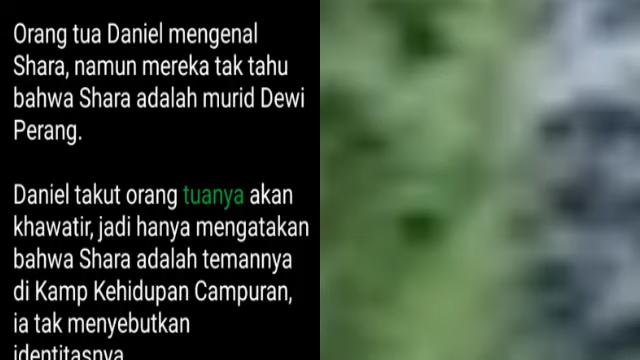 Orang tua Daniel mengenal
Shara, namun mereka tak tahu
bahwa Shara adalah murid Dewi
Perang.
Daniel takut orang tuanya akan
khawatir, jadi hanya mengatakan
bahwa Shara adalah temannya
di Kamp Kehidupan Campuran,
ia tak menyebutkan
identitasnya